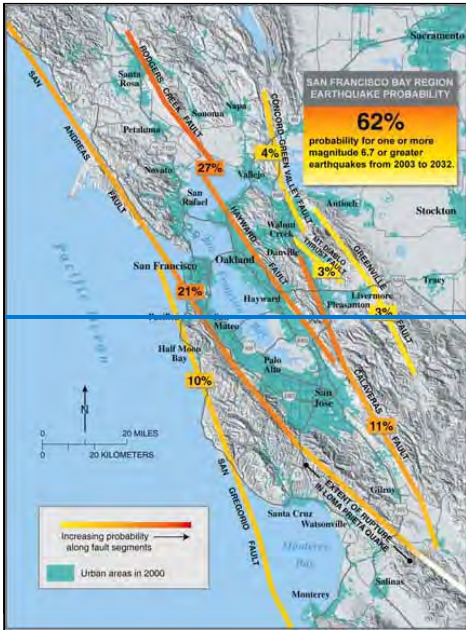 Sacramento
SAN FRANCISCO BAY REGION
EARTHQUAKE PROBABILITY
62%
probability for one or more
magnitude 6.7 or greater
earthquakes from 2003 to 2032.
RODGERS CREEK FAULT
Santa
Rosa
Sonoma
Napa
Petaluma
SAN ANDREAS FAULT
CONCORD-GREEN VALLEY FAULT
4%
27%
Novato
Vallejo
San
Rafael
Antioch
Stockton
HAYWARD FAULT
Walnut
Creek
MT. DIABLO
THRUST FAULT
GREENVILLE FAULT
Danville
3%
Oakland
San Francisco
Tracy
Livermore
Pleasanton
Hayward
21%
3%
Pacific Ocean
Mateo
Half Moon
Bay
Palo
Alto
10%
San
Jose
CALAVERAS FAULT
11%
N
0 20 MILES
0 20 KILOMETERS
SAN GREGORIO FAULT
EXTENT OF RUPTURE
IN LOMA PRIETA QUAKE
Gilroy
Santa Cruz
Watsonville
Monterey
Bay
Salinas
Monterey
Increasing probability
along fault segments
Urban areas in 2000